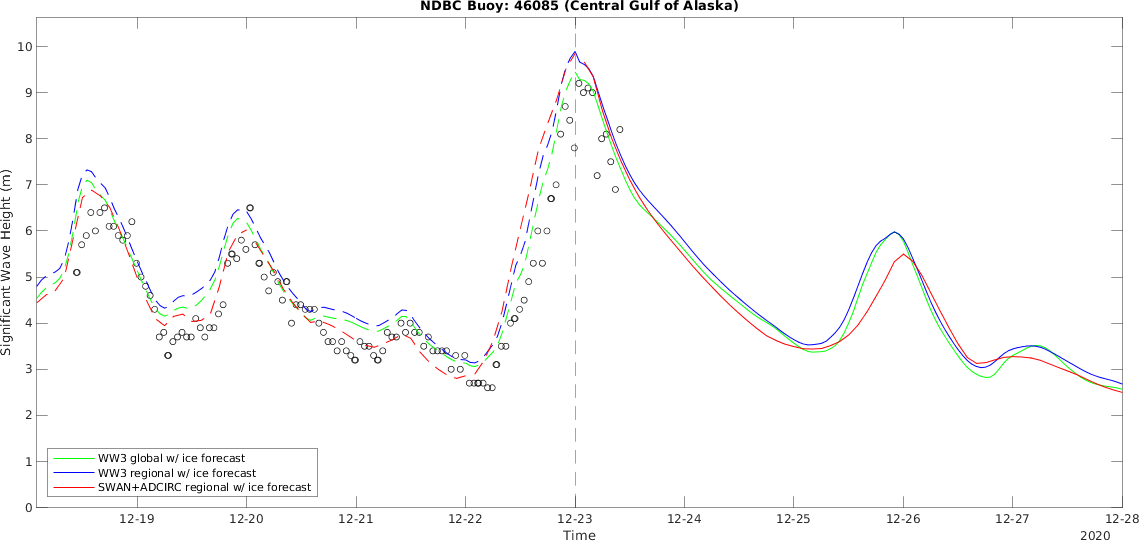 NDBC Buoy: 46085 (Central Gulf of Alaska)
10
9
8
7
6
5
4
3
2
1
0
Significant Wave Height (m)
WW3 global w/ ice forecast
WW3 regional w/ ice forecast
SWAN+ADCIRC regional w/ ice forecast
12-19 12-20 12-21 12-22 12-23 12-24 12-25 12-26 12-27 12-28
Time
2020